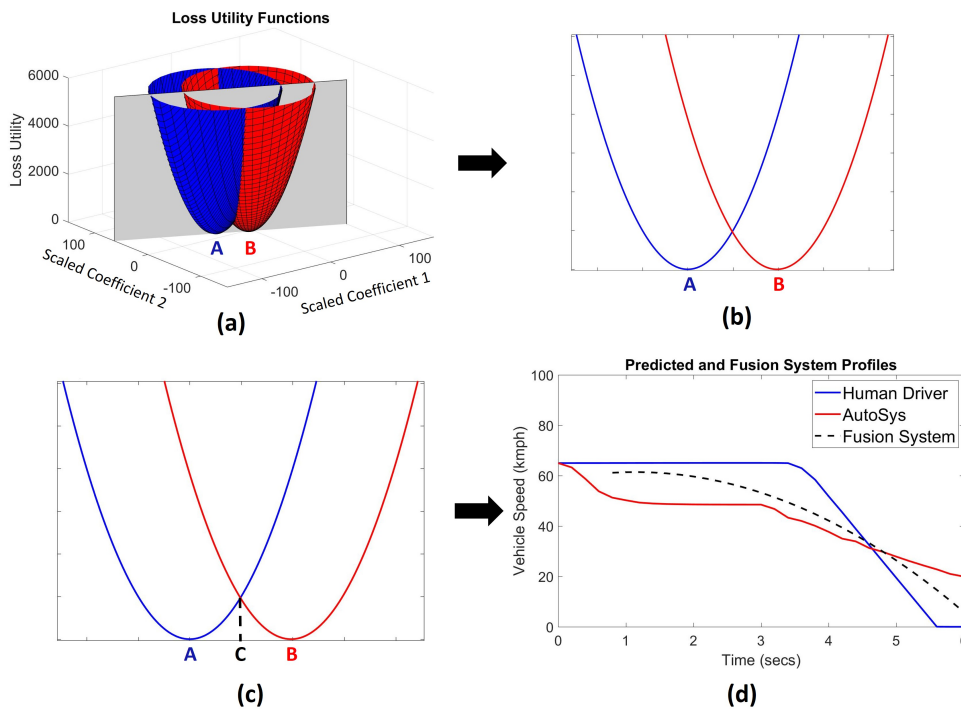 Loss Utility Functions
6000
4000
2000
0
Loss Utility
100
0
-100
Scaled Coefficient 2
-100
0
100
Scaled Coefficient 1
A
B
(a)
A
B
(b)
A
C
B
(c)
Predicted and Fusion System Profiles
100
80
60
40
20
0
Vehicle Speed (kmph)
Human Driver
AutoSys
Fusion System
0
1
2
3
4
5
6
Time (secs)
(d)